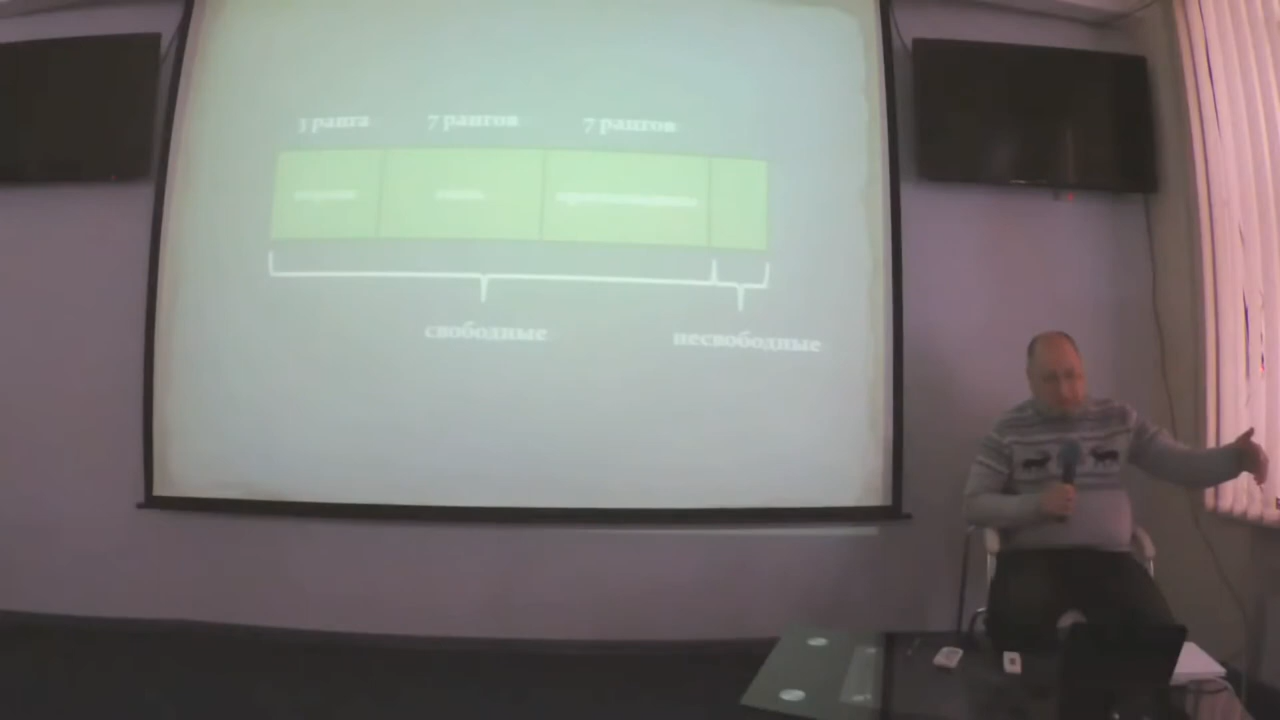 3 ранга
7 рангов
7 рангов
свободные
несвободные